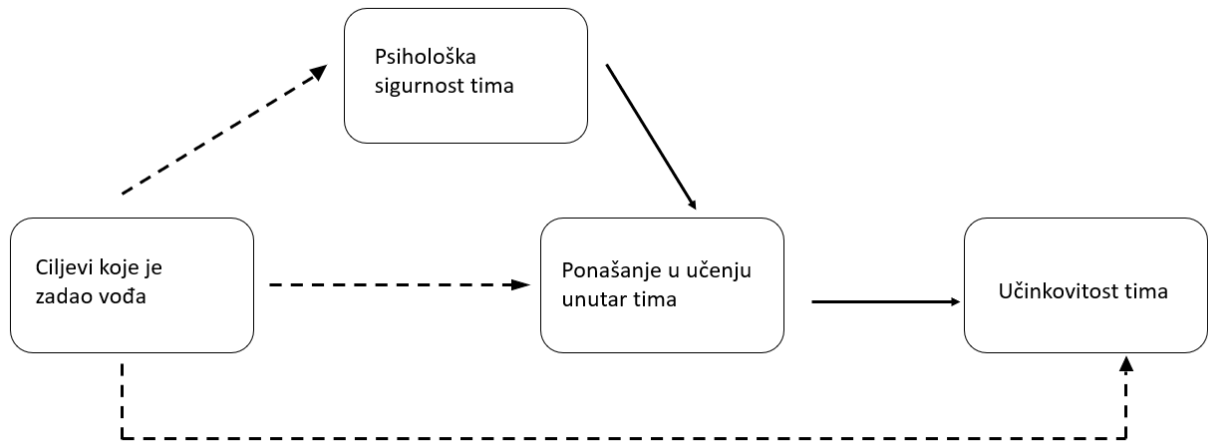 Psihološka
sigurnost tima
Ciljevi koje je
zadao vođa
Ponašanje u učenju
unutar tima
Učinkovitost tima